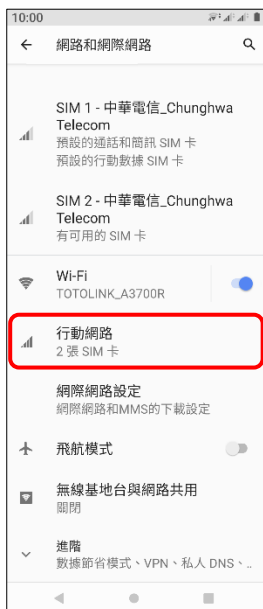 10:00
網路和網際網路
SIM 1 - 中華電信_Chunghwa
Telecom
預設的通話和簡訊 SIM 卡
預設的行動數據 SIM 卡
SIM 2 - 中華電信_Chunghwa
Telecom
有可用的 SIM 卡
Wi-Fi
TOTOLINK_A3700R
行動網路
2 張 SIM 卡
網際網路設定
網際網路和MMS的下載設定
飛航模式
無線基地台與網路共用
關閉
進階
數據節省模式、VPN、私人 DNS、..